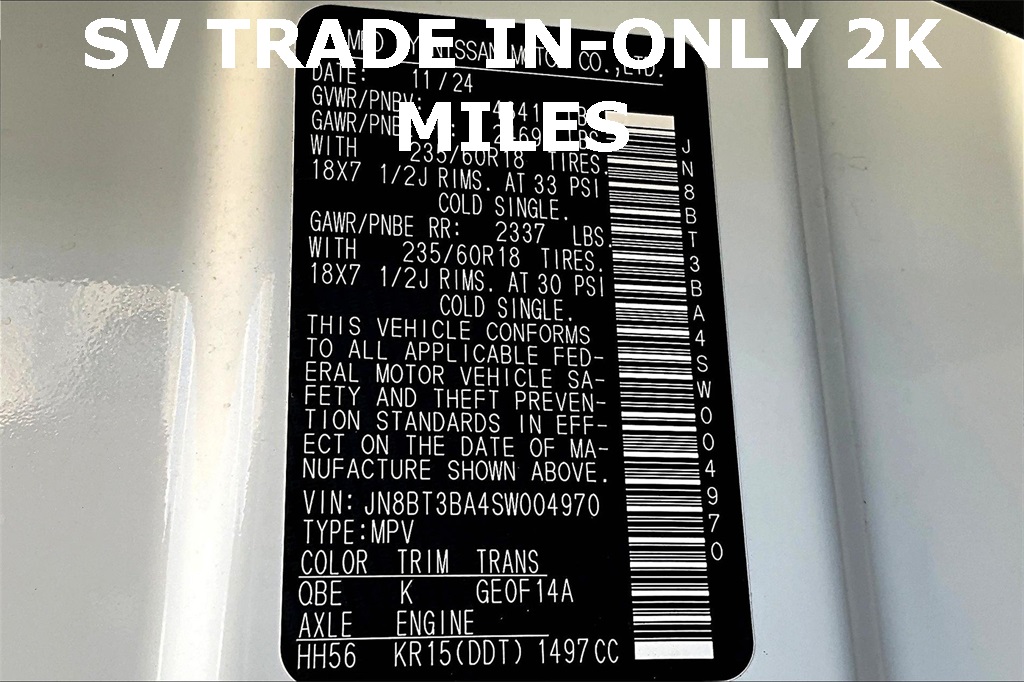 SV TRADE IN-ONLY 2K
MILES
NISSAN MOTOR CO.,LTD.
DATE: 11/24
GVWR/PNBV:
GAWR/PNBE
WITH 235/60R18 TIRES.
18X7 1/2J RIMS. AT 33 PSI
COLD SINGLE.
GAWR/PNBE RR: 2337 LBS.
WITH 235/60R18 TIRES.
18X7 1/2J RIMS. AT 30 PSI
COLD SINGLE.
THIS VEHICLE CONFORMS
TO ALL APPLICABLE FED-
ERAL MOTOR VEHICLE SA-
FETY AND THEFT PREVEN-
TION STANDARDS IN EFF-
ECT ON THE DATE OF MA-
NUFACTURE SHOWN ABOVE.
VIN: JN8BT3BA4SW004970
TYPE:MPV
COLOR TRIM TRANS
QBE K GE0F14A
AXLE ENGINE
HH56 KR15(DDT) 1497CC
JN8BT3BA4SW004970